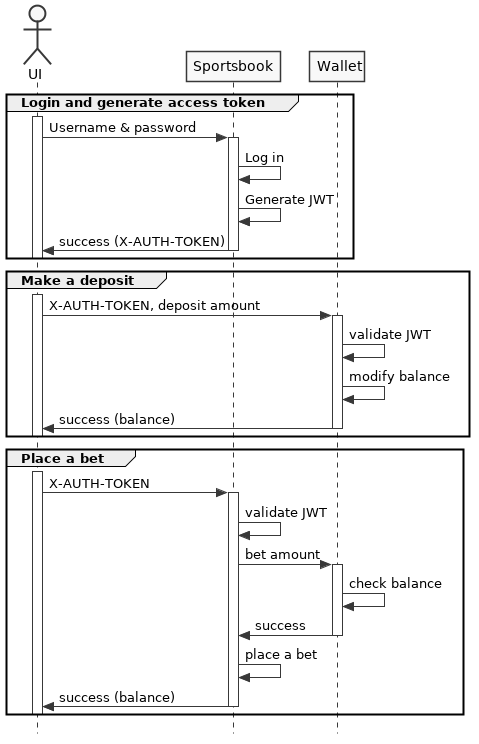 UI
Sportsbook
Wallet
Login and generate access token
Username & password
Log in
Generate JWT
success (X-AUTH-TOKEN)
Make a deposit
X-AUTH-TOKEN, deposit amount
validate JWT
modify balance
success (balance)
Place a bet
X-AUTH-TOKEN
validate JWT
bet amount
check balance
success
place a bet
success (balance)